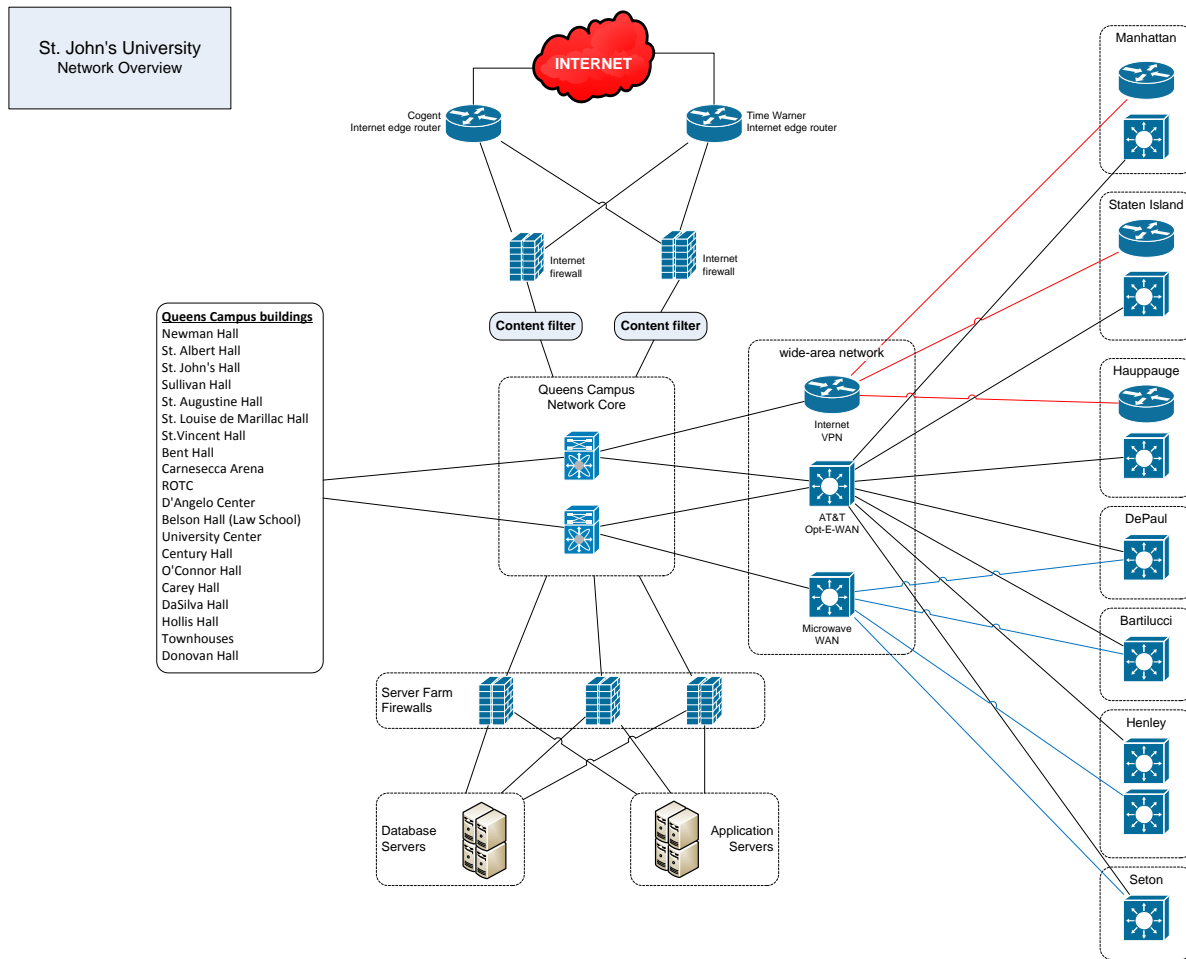 St. John's University
Network Overview
INTERNET
Cogent
Internet edge router
Time Warner
Internet edge router
Internet
firewall
Internet
firewall
Content filter
Content filter
Queens Campus buildings
Newman Hall
St. Albert Hall
St. John's Hall
Sullivan Hall
St. Augustine Hall
St. Louise de Marillac Hall
St.Vincent Hall
Bent Hall
Carnesecca Arena
ROTC
D'Angelo Center
Belson Hall (Law School)
University Center
Century Hall
O'Connor Hall
Carey Hall
DaSilva Hall
Hollis Hall
Townhouses
Donovan Hall
Queens Campus
Network Core
wide-area network
Internet
VPN
AT&T
Opt-E-WAN
Microwave
WAN
Server Farm
Firewalls
Database
Servers
Application
Servers
Manhattan
Staten Island
Hauppauge
DePaul
Bartilucci
Henley
Seton